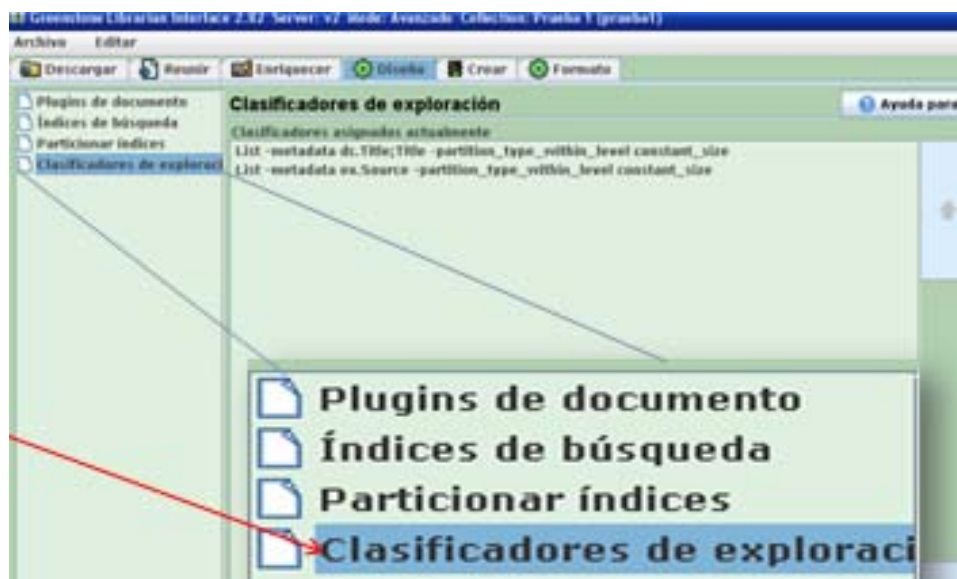 Greenstone Librarian Interface 2.82 Server: v2 Mode: Avanzado Collection: Prueba 1 (prueba1)
Archivo Editar
Descargar Reunir Enriquecer Diseño Crear Formato
Plugins de documento
Índices de búsqueda
Particionar índices
Clasificadores de exploraci
Clasificadores de exploración
Ayuda para
Clasificadores asignados actualmente
List -metadata dc.Title;Title -partition_type_within_level constant_size
List -metadata ex.Source -partition_type_within_level constant_size
Plugins de documento
Índices de búsqueda
Particionar índices
Clasificadores de exploraci